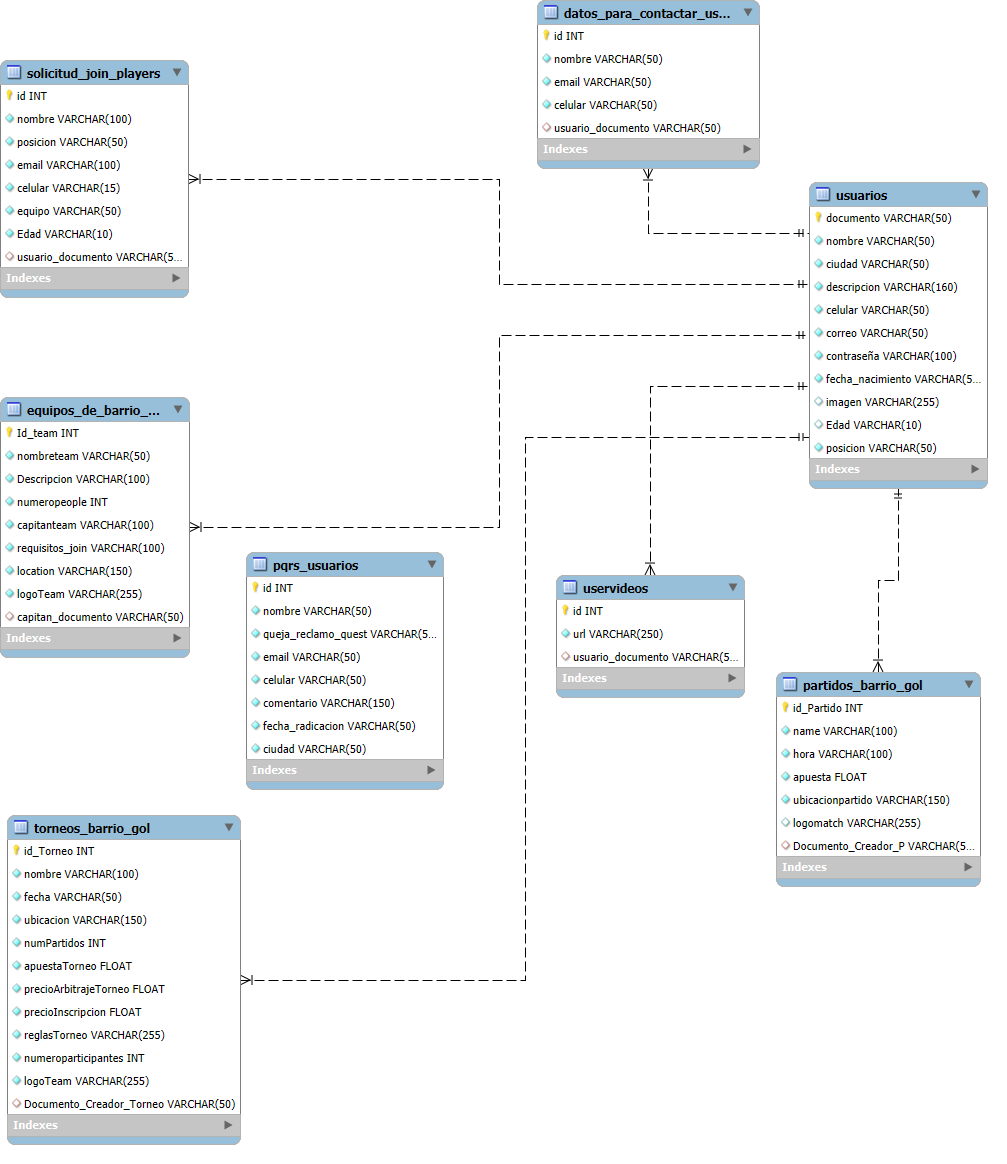 datos_para_contactar_us...
id INT
nombre VARCHAR(50)
email VARCHAR(50)
celular VARCHAR(50)
usuario_documento VARCHAR(50)
Indexes
solicitud_join_players
id INT
nombre VARCHAR(100)
posicion VARCHAR(50)
email VARCHAR(100)
celular VARCHAR(15)
equipo VARCHAR(50)
Edad VARCHAR(10)
usuario_documento VARCHAR(5...
Indexes
usuarios
documento VARCHAR(50)
nombre VARCHAR(50)
ciudad VARCHAR(50)
descripcion VARCHAR(160)
celular VARCHAR(50)
correo VARCHAR(50)
contraseña VARCHAR(100)
fecha_nacimiento VARCHAR(5...
imagen VARCHAR(255)
Edad VARCHAR(10)
posicion VARCHAR(50)
Indexes
equipos_de_barrio_...
Id_team INT
nombreteam VARCHAR(50)
Descripcion VARCHAR(100)
numeropeople INT
capitanteam VARCHAR(100)
requisitos_join VARCHAR(100)
location VARCHAR(150)
logoTeam VARCHAR(255)
capitan_documento VARCHAR(50)
Indexes
pqrs_usuarios
id INT
nombre VARCHAR(50)
queja_reclamo_quest VARCHAR(5...
email VARCHAR(50)
celular VARCHAR(50)
comentario VARCHAR(150)
fecha_radicacion VARCHAR(50)
ciudad VARCHAR(50)
Indexes
uservideos
id INT
url VARCHAR(250)
usuario_documento VARCHAR(5...
Indexes
partidos_barrio_gol
id_Partido INT
name VARCHAR(100)
hora VARCHAR(100)
apuesta FLOAT
ubicacionpartido VARCHAR(150)
logomatch VARCHAR(255)
Documento_Creador_P VARCHAR(5...
Indexes
torneos_barrio_gol
id_Torneo INT
nombre VARCHAR(100)
fecha VARCHAR(50)
ubicacion VARCHAR(150)
numPartidos INT
apuestaTorneo FLOAT
precioArbitrajeTorneo FLOAT
precioInscripcion FLOAT
reglasTorneo VARCHAR(255)
numeroparticipantes INT
logoTeam VARCHAR(255)
Documento_Creador_Torneo VARCHAR(50)
Indexes